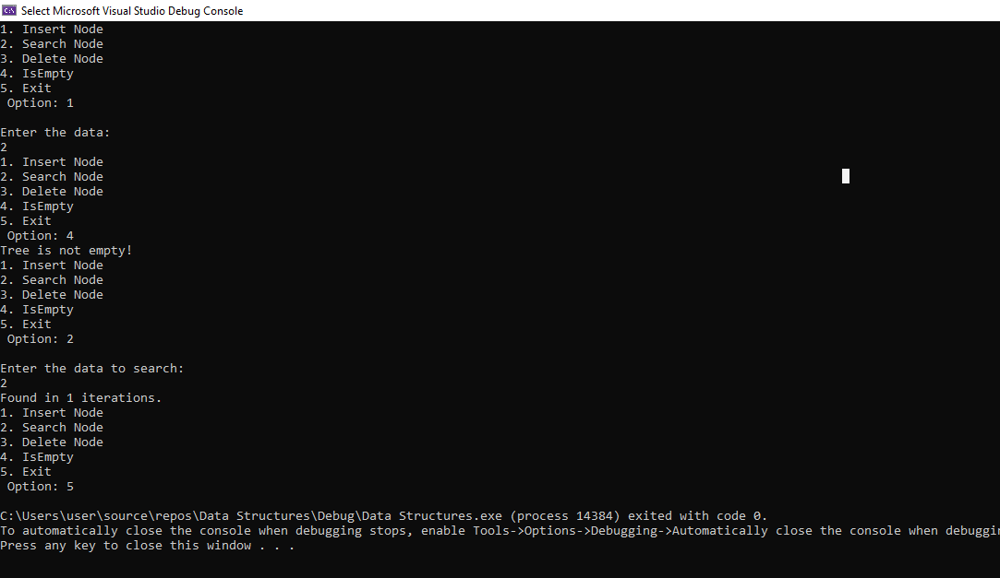 Select Microsoft Visual Studio Debug Console
1. Insert Node
2. Search Node
3. Delete Node
4. IsEmpty
5. Exit
 Option: 1

Enter the data:
2
1. Insert Node
2. Search Node
3. Delete Node
4. IsEmpty
5. Exit
 Option: 4
Tree is not empty!
1. Insert Node
2. Search Node
3. Delete Node
4. IsEmpty
5. Exit
 Option: 2

Enter the data to search:
2
Found in 1 iterations.
1. Insert Node
2. Search Node
3. Delete Node
4. IsEmpty
5. Exit
 Option: 5

C:\Users\user\source\repos\Data Structures\Debug\Data Structures.exe (process 14384) exited with code 0.
To automatically close the console when debugging stops, enable Tools->Options->Debugging->Automatically close the console when debuggin
Press any key to close this window . . .